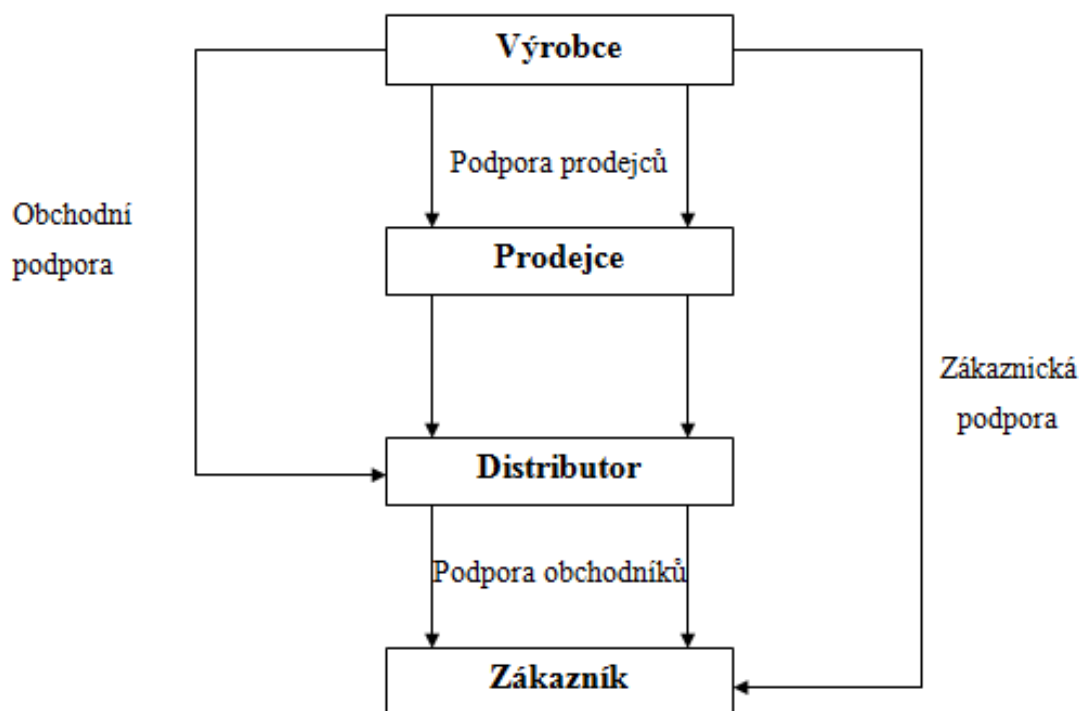 Výrobce
Podpora prodejců
Obchodní
podpora
Prodejce
Zákaznická
podpora
Distributor
Podpora obchodníků
Zákazník